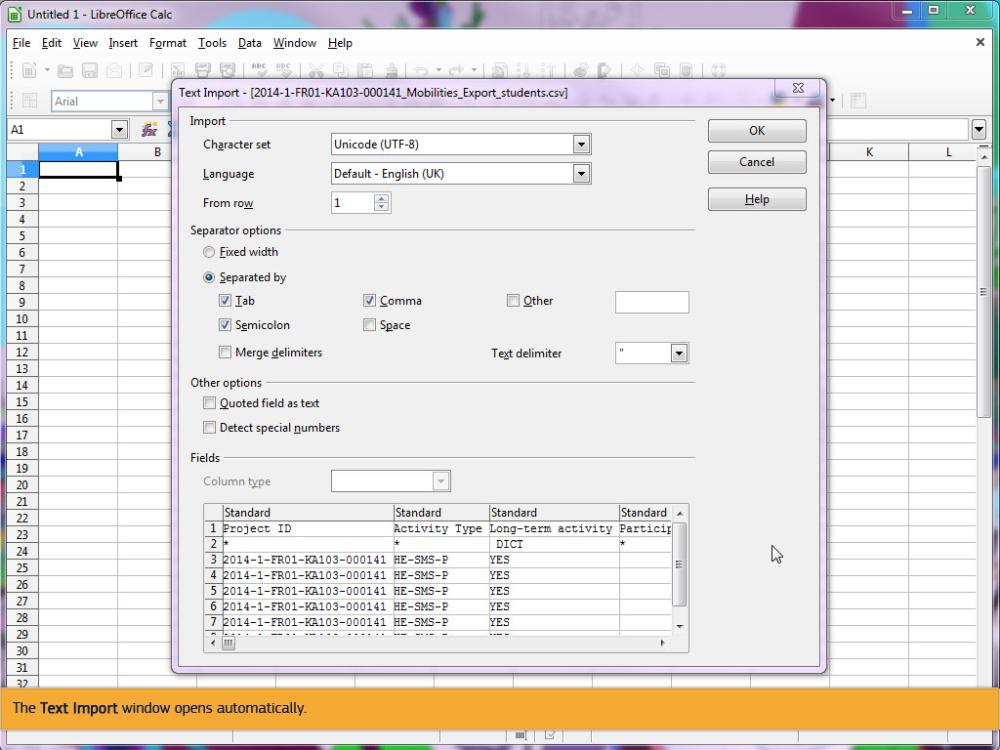 Untitled 1 - LibreOffice Calc
File Edit View Insert Format Tools Data Window Help
Arial
A1
A B K L
Text Import - [2014-1-FR01-KA103-000141_Mobilities_Export_students.csv]
Import
Character set Unicode (UTF-8)
Language Default - English (UK)
From row 1
OK
Cancel
Help
Separator options
Fixed width
Separated by
Tab Comma Other
Semicolon Space
Merge delimiters Text delimiter "
Other options
Quoted field as text
Detect special numbers
Fields
Column type
Standard Standard Standard Standard
1 Project ID Activity Type Long-term activity Particip
2 * * DICT *
3 2014-1-FR01-KA103-000141 HE-SMS-P YES
4 2014-1-FR01-KA103-000141 HE-SMS-P YES
5 2014-1-FR01-KA103-000141 HE-SMS-P YES
6 2014-1-FR01-KA103-000141 HE-SMS-P YES
7 2014-1-FR01-KA103-000141 HE-SMS-P YES
1
2
3
4
5
6
7
8
9
10
11
12
13
14
15
16
17
18
19
20
21
22
23
24
25
26
27
28
29
30
31
32
The Text Import window opens automatically.